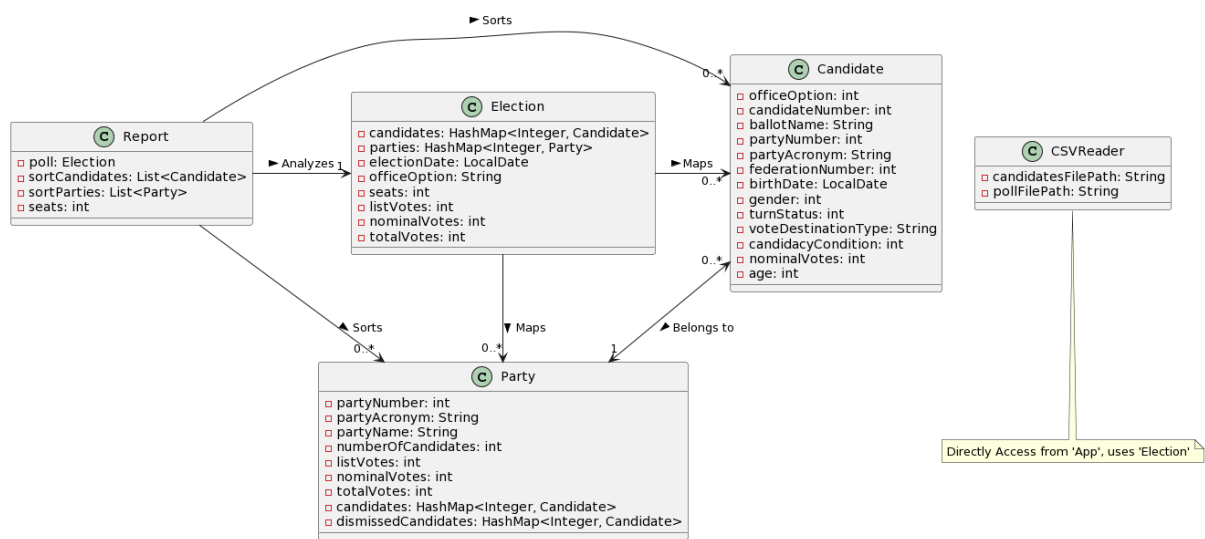 Sorts
0..*
C Candidate
officeOption: int
candidateNumber: int
ballotName: String
partyNumber: int
partyAcronym: String
federationNumber: int
birthDate: LocalDate
gender: int
turnStatus: int
voteDestinationType: String
candidacyCondition: int
nominalVotes: int
age: int
C Election
candidates: HashMap<Integer, Candidate>
parties: HashMap<Integer, Party>
electionDate: LocalDate
officeOption: String
seats: int
listVotes: int
nominalVotes: int
totalVotes: int
C Report
poll: Election
sortCandidates: List<Candidate>
sortParties: List<Party>
seats: int
Analyzes
1
Maps
0..*
C CSVReader
candidatesFilePath: String
pollFilePath: String
0..*
Sorts
0..*
Maps
0..*
Belongs to
1
C Party
partyNumber: int
partyAcronym: String
partyName: String
numberOfCandidates: int
listVotes: int
nominalVotes: int
totalVotes: int
candidates: HashMap<Integer, Candidate>
dismissedCandidates: HashMap<Integer, Candidate>
Directly Access from 'App', uses 'Election'